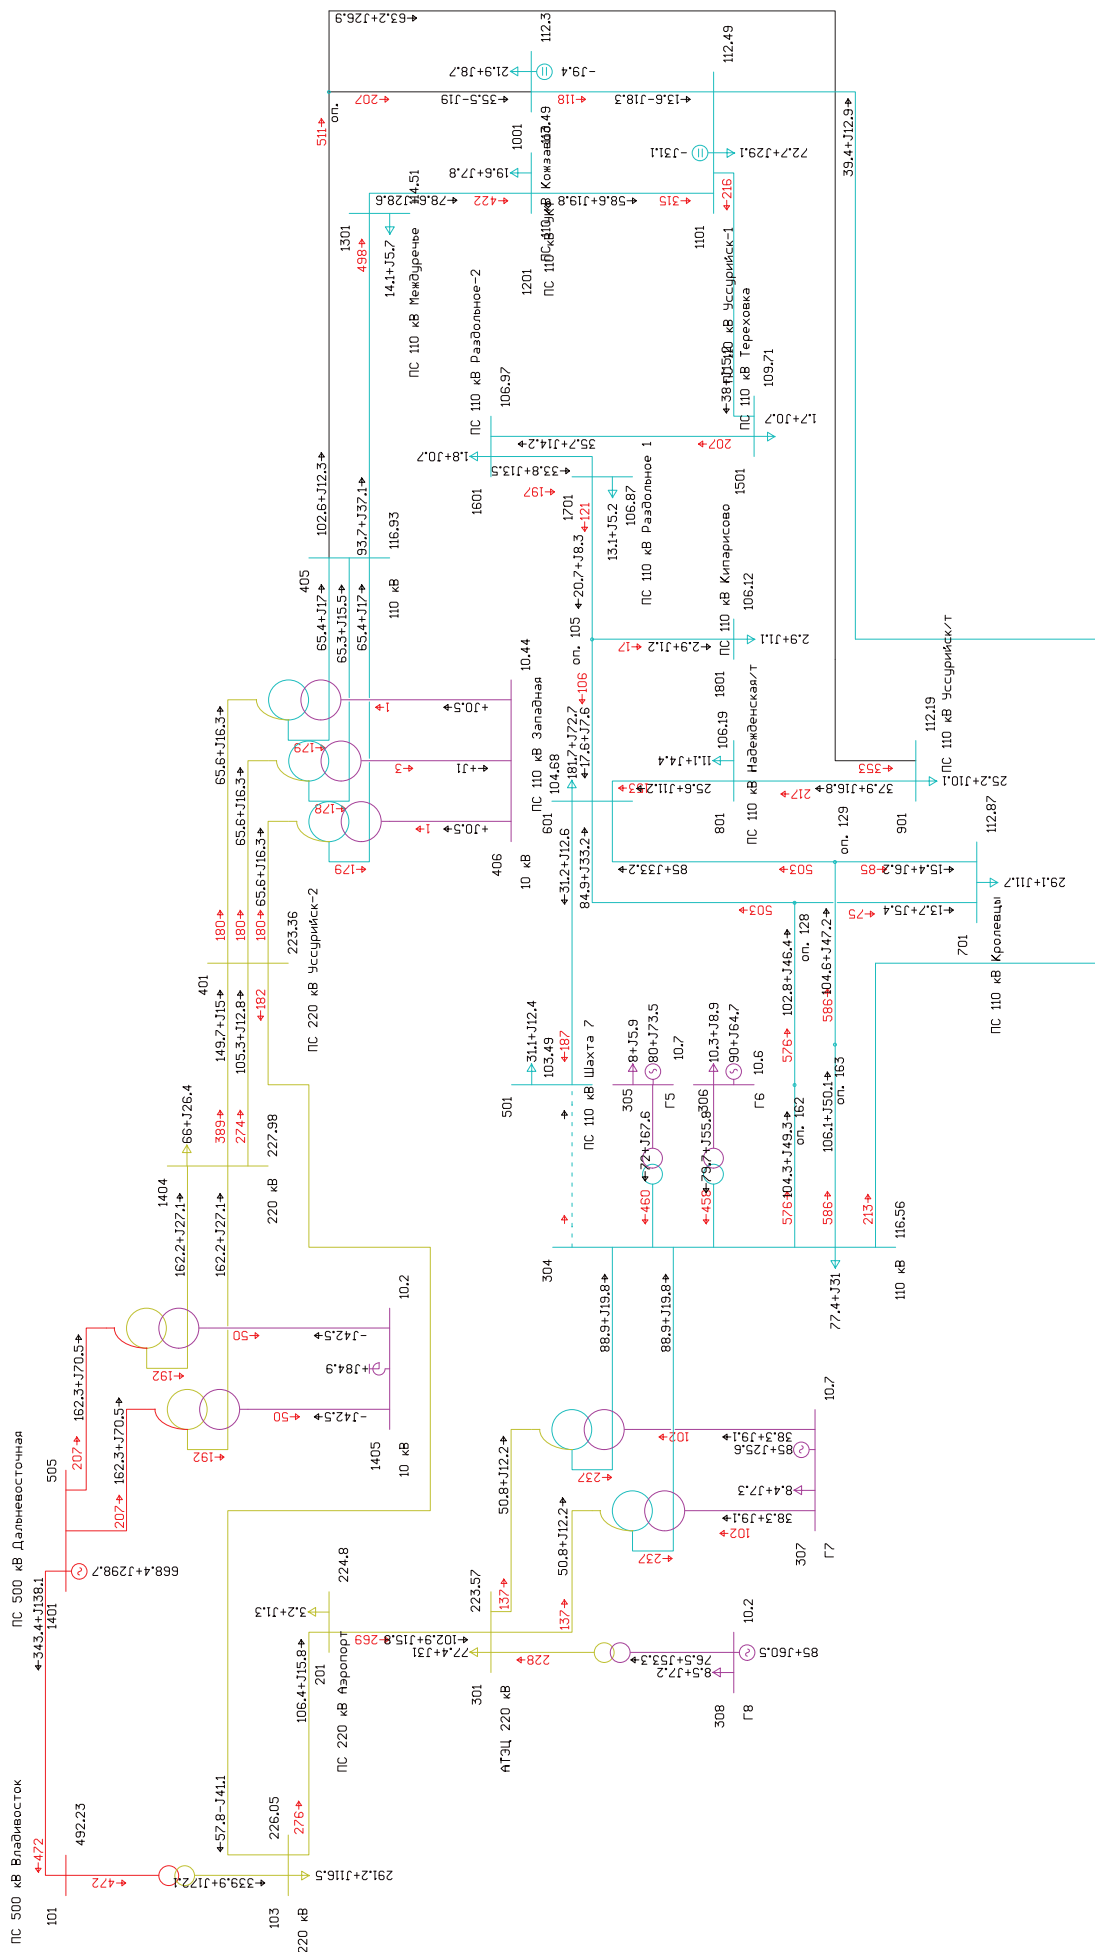 63.2+J26.9
112.3
21.9+J8.7
-J9.4
112.49
207
35.5-J19
118
13.6-J18.3
оп.
511
1001
113.49
ПС 110 кВ Кожзавод
39.4+J12.9
19.6+J7.8
-J31.1
72.7+J29.1
114.51
78.6+J28.6
422
58.6+J19.8
315
216
1301
498
14.1+J5.7
ПС 110 кВ Междуречье
1201
1101
ПС 110 кВ Уссурийск-1
ПС 110 кВ Раздольное-2
106.97
38+J15.2
ПС 110 кВ Тереховка
109.71
1.8+J0.7
35.7+J14.2
207
1.7+J0.7
33.8+J13.5
1601
197
1701
121
106.87
13.1+J5.2
ПС 110 кВ Раздольное 1
1501
102.6+J12.3
93.7+J37.1
116.93
405
110 кВ
65.4+J17
65.3+J15.5
65.4+J17
20.7+J8.3
оп. 105
ПС 110 кВ Кипарисово
106.12
17
2.9+J1.2
2.9+J1.1
1801
10.44
ПС 110 кВ Западная
104.68
106
17.6+J7.6
181.7+J72.7
106.19
ПС 110 кВ Надежденская/т
11.1+J4.4
112.19
ПС 110 кВ Уссурийск/т
353
65.6+J16.3
65.6+J16.3
65.6+J16.3
179
178
179
1
3
1
+J0.5
+J1
+J0.5
406
10 кВ
601
193
25.6+J11.2
217
37.9+J16.8
25.2+J10.1
801
901
оп. 129
112.87
31.2+J12.6
84.9+J33.2
85+J33.2
503
85
15.4+J6.2
29.1+J11.7
503
75
13.7+J5.4
701
ПС 110 кВ Кролевцы
180
180
180
223.36
401
182
ПС 220 кВ Уссурийск-2
149.7+J15
105.3+J12.8
оп. 128
102.8+J46.4
104.6+J47.2
576
586
31.1+J12.4
103.49
187
501
ПС 110 кВ Шахта 7
8+J5.9
80+J73.5
10.7
305
Г5
10.3+J8.9
90+J64.7
10.6
306
Г6
оп. 162
оп. 163
66+J26.4
389
274
1404
227.98
220 кВ
72+J67.6
460
79.7+J55.8
458
104.3+J49.3
576
106.1+J50.1
586
213
162.2+J27.1
162.2+J27.1
304
116.56
110 кВ
77.4+J31
88.9+J19.8
88.9+J19.8
10.2
50
-J42.5
192
+J84.9
50
-J42.5
192
1405
10 кВ
162.3+J70.5
162.3+J70.5
207
207
505
ПС 500 кВ Дальневосточная
1401
668.4+J298.7
343.4+J138.1
10.7
102
38.3+J9.1
85+J25.6
8.4+J7.3
38.3+J9.1
102
237
237
307
Г7
50.8+J12.2
50.8+J12.2
137
137
223.57
224.8
3.2+J1.3
269
102.9+J15.8
201
ПС 220 кВ Аэропорт
106.4+J15.8
77.4+J31
228
76.5+J53.3
85+J60.5
8.5+J7.2
10.2
308
Г8
301
АТЭЦ 220 кВ
57.8-J41.1
226.05
276
ПС 500 кВ Владивосток
492.23
472
472
339.9+J172.1
291.2+J116.5
101
103
220 кВ